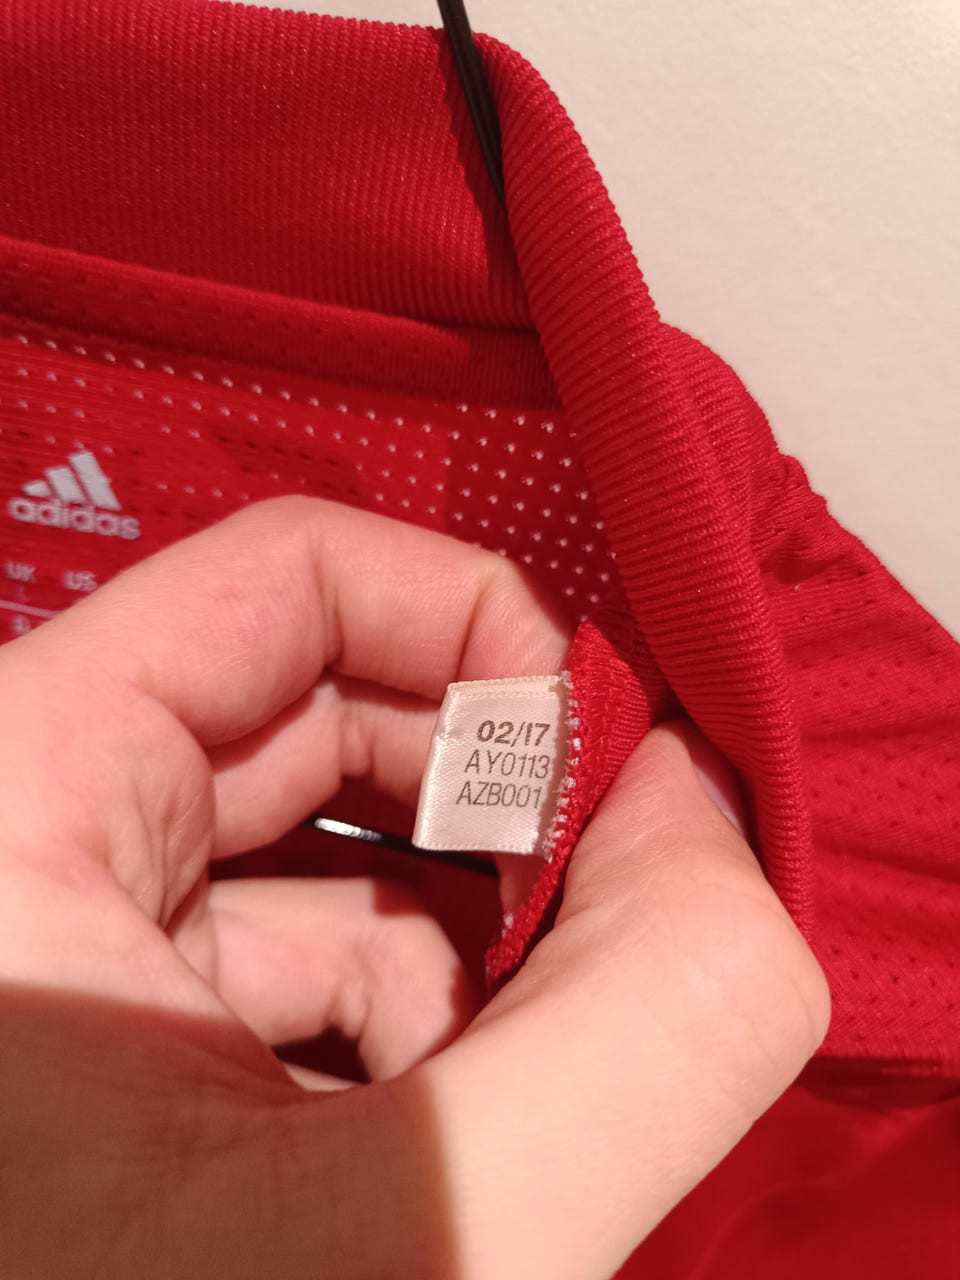 adidas
UK US
02/17
AY0113
AZB001